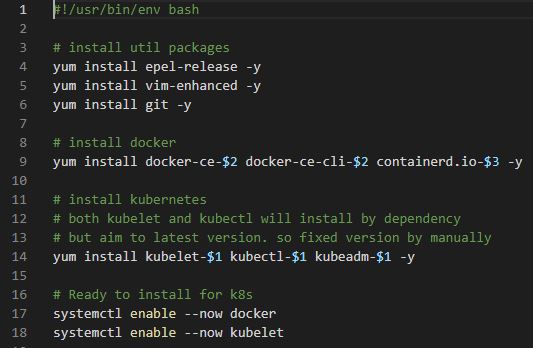 1 #!/usr/bin/env bash
2
3 # install util packages
4 yum install epel-release -y
5 yum install vim-enhanced -y
6 yum install git -y
7
8 # install docker
9 yum install docker-ce-$2 docker-ce-cli-$2 containerd.io-$3 -y
10
11 # install kubernetes
12 # both kubelet and kubectl will install by dependency
13 # but aim to latest version. so fixed version by manually
14 yum install kubelet-$1 kubectl-$1 kubeadm-$1 -y
15
16 # Ready to install for k8s
17 systemctl enable --now docker
18 systemctl enable --now kubelet